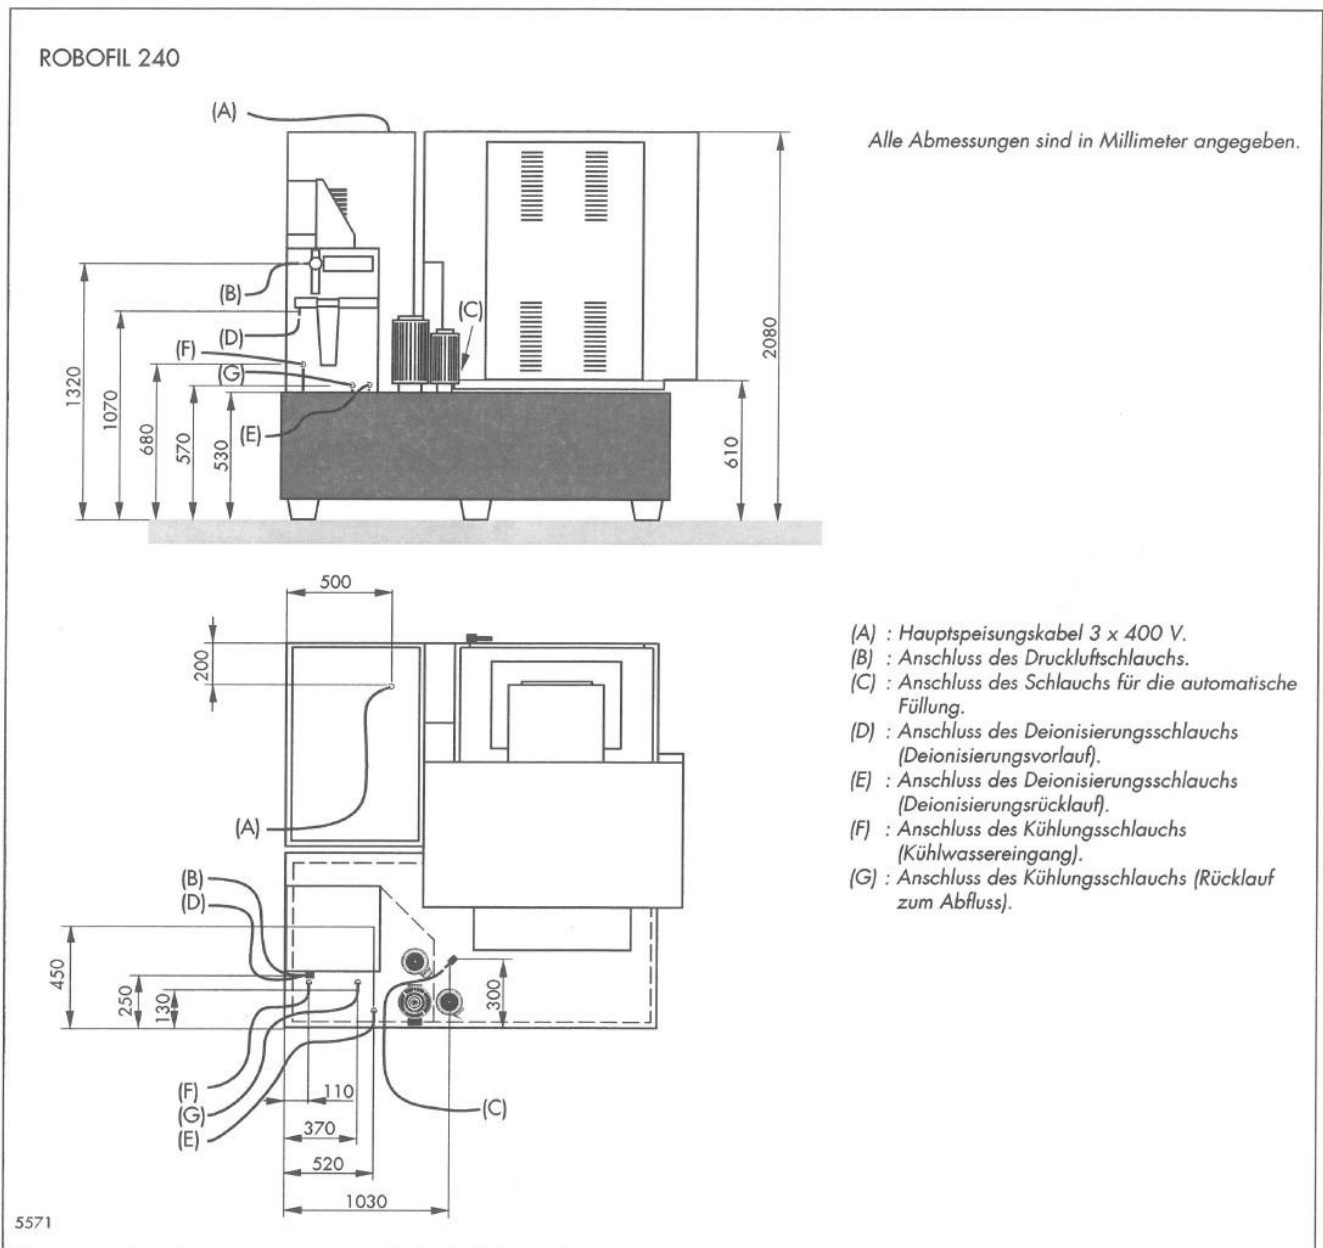 ROBOFIL 240
(A)
Alle Abmessungen sind in Millimeter angegeben.
(B)
(C)
(D)
(F)
(G)
(E)
1320
1070
680
570
530
610
2080
500
200
(A) : Hauptspeisungskabel 3 x 400 V.
(B) : Anschluss des Druckluftschlauchs.
(C) : Anschluss des Schlauchs für die automatische
Füllung.
(D) : Anschluss des Deionisierungsschlauchs
(Deionisierungsvorlauf).
(E) : Anschluss des Deionisierungsschlauchs
(Deionisierungsrücklauf).
(F) : Anschluss des Kühlungsschlauchs
(Kühlwassereingang).
(G) : Anschluss des Kühlungsschlauchs (Rücklauf
zum Abfluss).
(A)
(B)
(D)
450
250
130
300
(F)
110
(G)
(C)
370
(E)
520
1030
5571